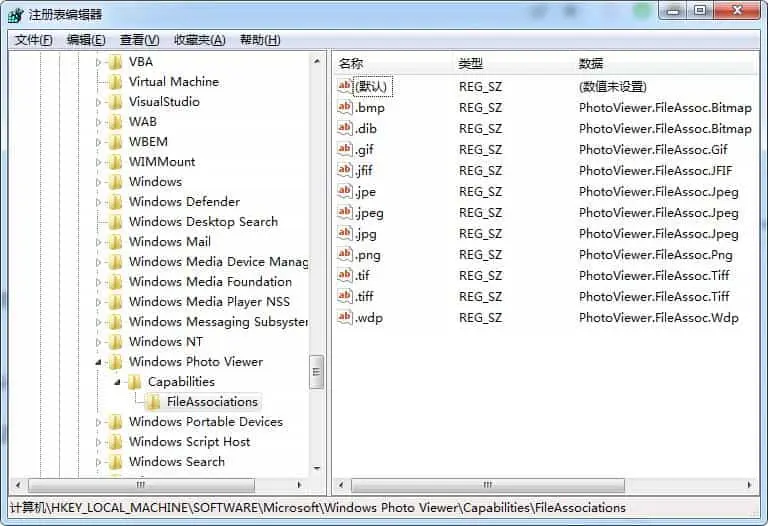 注册表编辑器
文件(F) 编辑(E) 查看(V) 收藏夹(A) 帮助(H)
VBA
Virtual Machine
VisualStudio
WAB
WBEM
WIMMount
Windows
Windows Defender
Windows Desktop Search
Windows Mail
Windows Media Device Manag
Windows Media Foundation
Windows Media Player NSS
Windows Messaging Subsystem
Windows NT
Windows Photo Viewer
Capabilities
FileAssociations
Windows Portable Devices
Windows Script Host
Windows Search
名称 类型 数据
(默认) REG_SZ (数值未设置)
.bmp REG_SZ PhotoViewer.FileAssoc.Bitmap
.dib REG_SZ PhotoViewer.FileAssoc.Bitmap
.gif REG_SZ PhotoViewer.FileAssoc.Gif
.jfif REG_SZ PhotoViewer.FileAssoc.JFIF
.jpe REG_SZ PhotoViewer.FileAssoc.Jpeg
.jpeg REG_SZ PhotoViewer.FileAssoc.Jpeg
.jpg REG_SZ PhotoViewer.FileAssoc.Jpeg
.png REG_SZ PhotoViewer.FileAssoc.Png
.tif REG_SZ PhotoViewer.FileAssoc.Tiff
.tiff REG_SZ PhotoViewer.FileAssoc.Tiff
.wdp REG_SZ PhotoViewer.FileAssoc.Wdp
计算机\HKEY_LOCAL_MACHINE\SOFTWARE\Microsoft\Windows Photo Viewer\Capabilities\FileAssociations